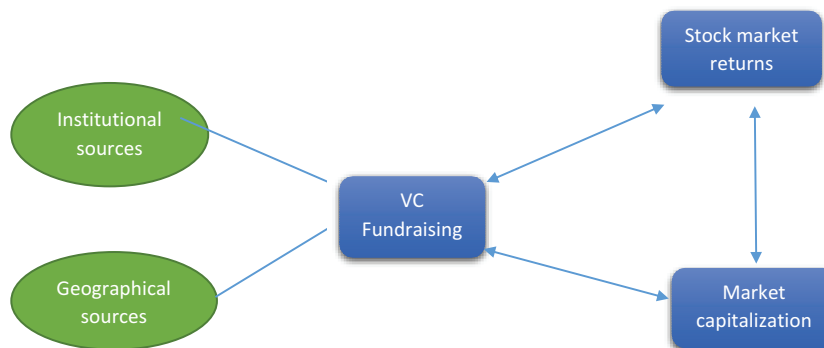 Stock market
returns
Institutional
sources
VC
Fundraising
Geographical
sources
Market
capitalization